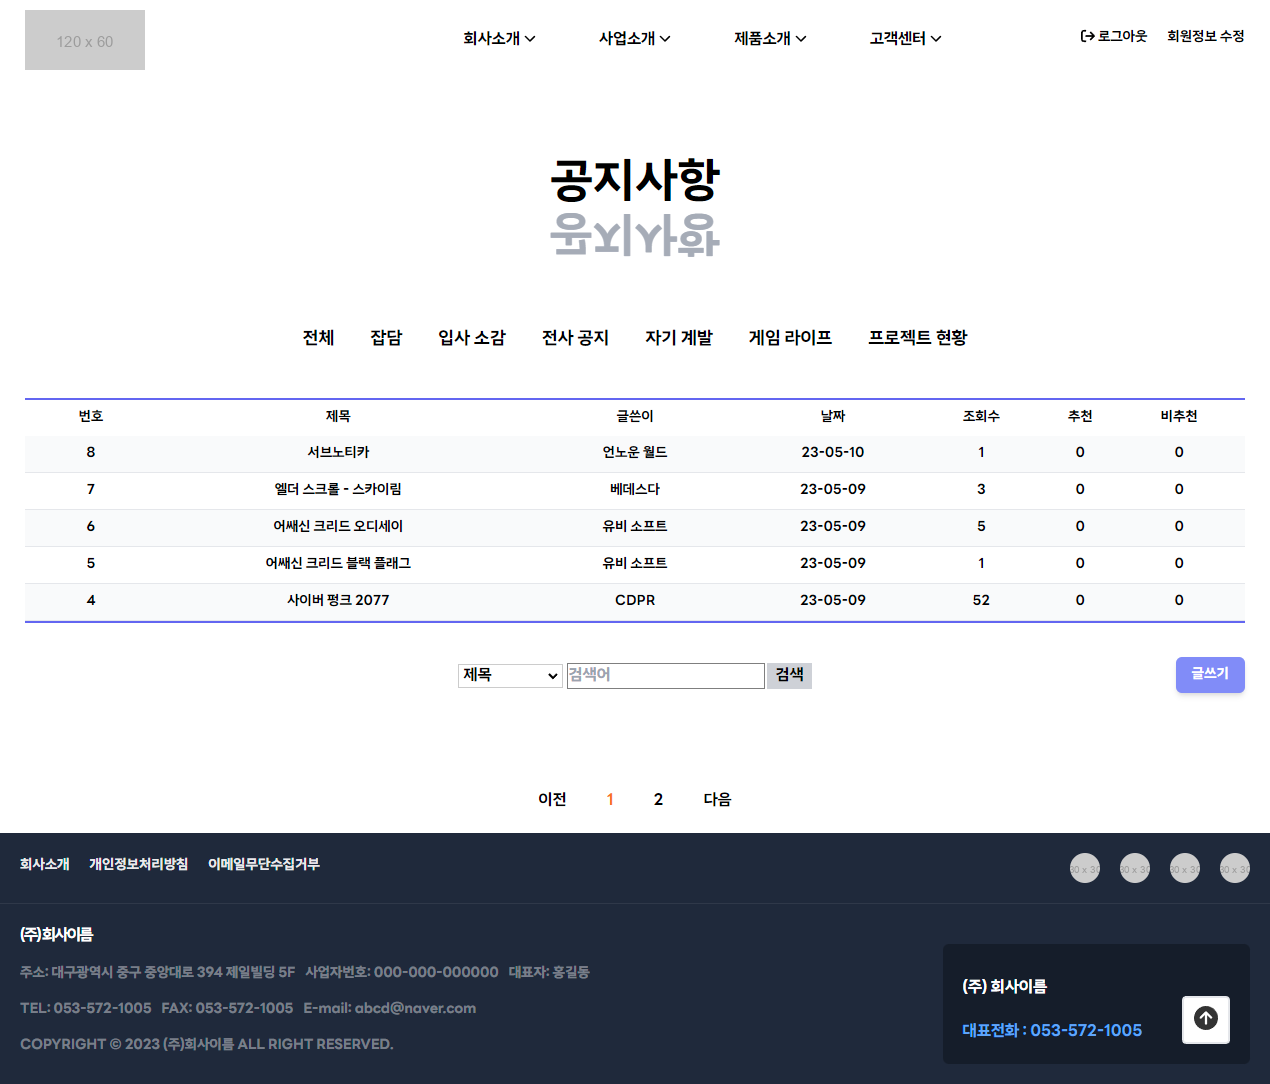 120 x 60
회사소개
사업소개
제품소개
고객센터
로그아웃
회원정보 수정
공지사항
공지사항
전체 잡담 입사 소감 전사 공지 자기 계발 게임 라이프 프로젝트 현황
번호 제목 글쓴이 날짜 조회수 추천 비추천
8 서브노티카 언노운 월드 23-05-10 1 0 0
7 엘더 스크롤 - 스카이림 베데스다 23-05-09 3 0 0
6 어쌔신 크리드 오디세이 유비 소프트 23-05-09 5 0 0
5 어쌔신 크리드 블랙 플래그 유비 소프트 23-05-09 1 0 0
4 사이버 펑크 2077 CDPR 23-05-09 52 0 0
제목 검색어 검색
글쓰기
이전 1 2 다음
회사소개 개인정보처리방침 이메일무단수집거부
30 x 30 30 x 30 30 x 30 30 x 30
(주)회사이름
주소: 대구광역시 중구 중앙대로 394 제일빌딩 5F 사업자번호: 000-000-000000 대표자: 홍길동
TEL: 053-572-1005 FAX: 053-572-1005 E-mail: abcd@naver.com
COPYRIGHT © 2023 (주)회사이름 ALL RIGHT RESERVED.
(주) 회사이름
대표전화 : 053-572-1005